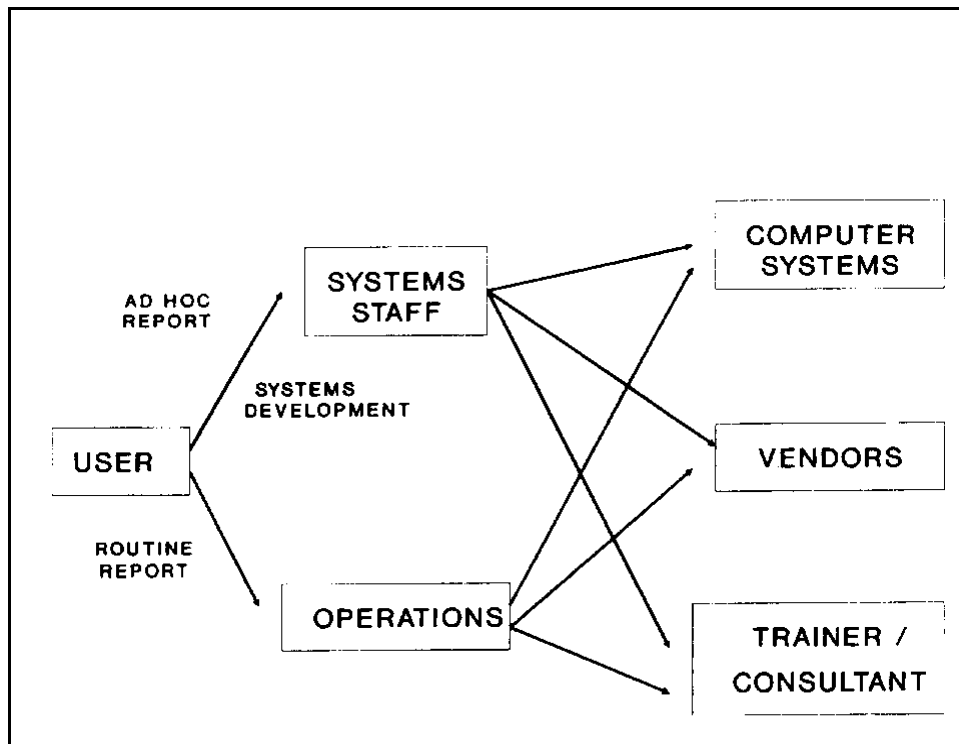 COMPUTER
SYSTEMS
SYSTEMS
STAFF
AD HOC
REPORT
SYSTEMS
DEVELOPMENT
USER
VENDORS
ROUTINE
REPORT
OPERATIONS
TRAINER /
CONSULTANT